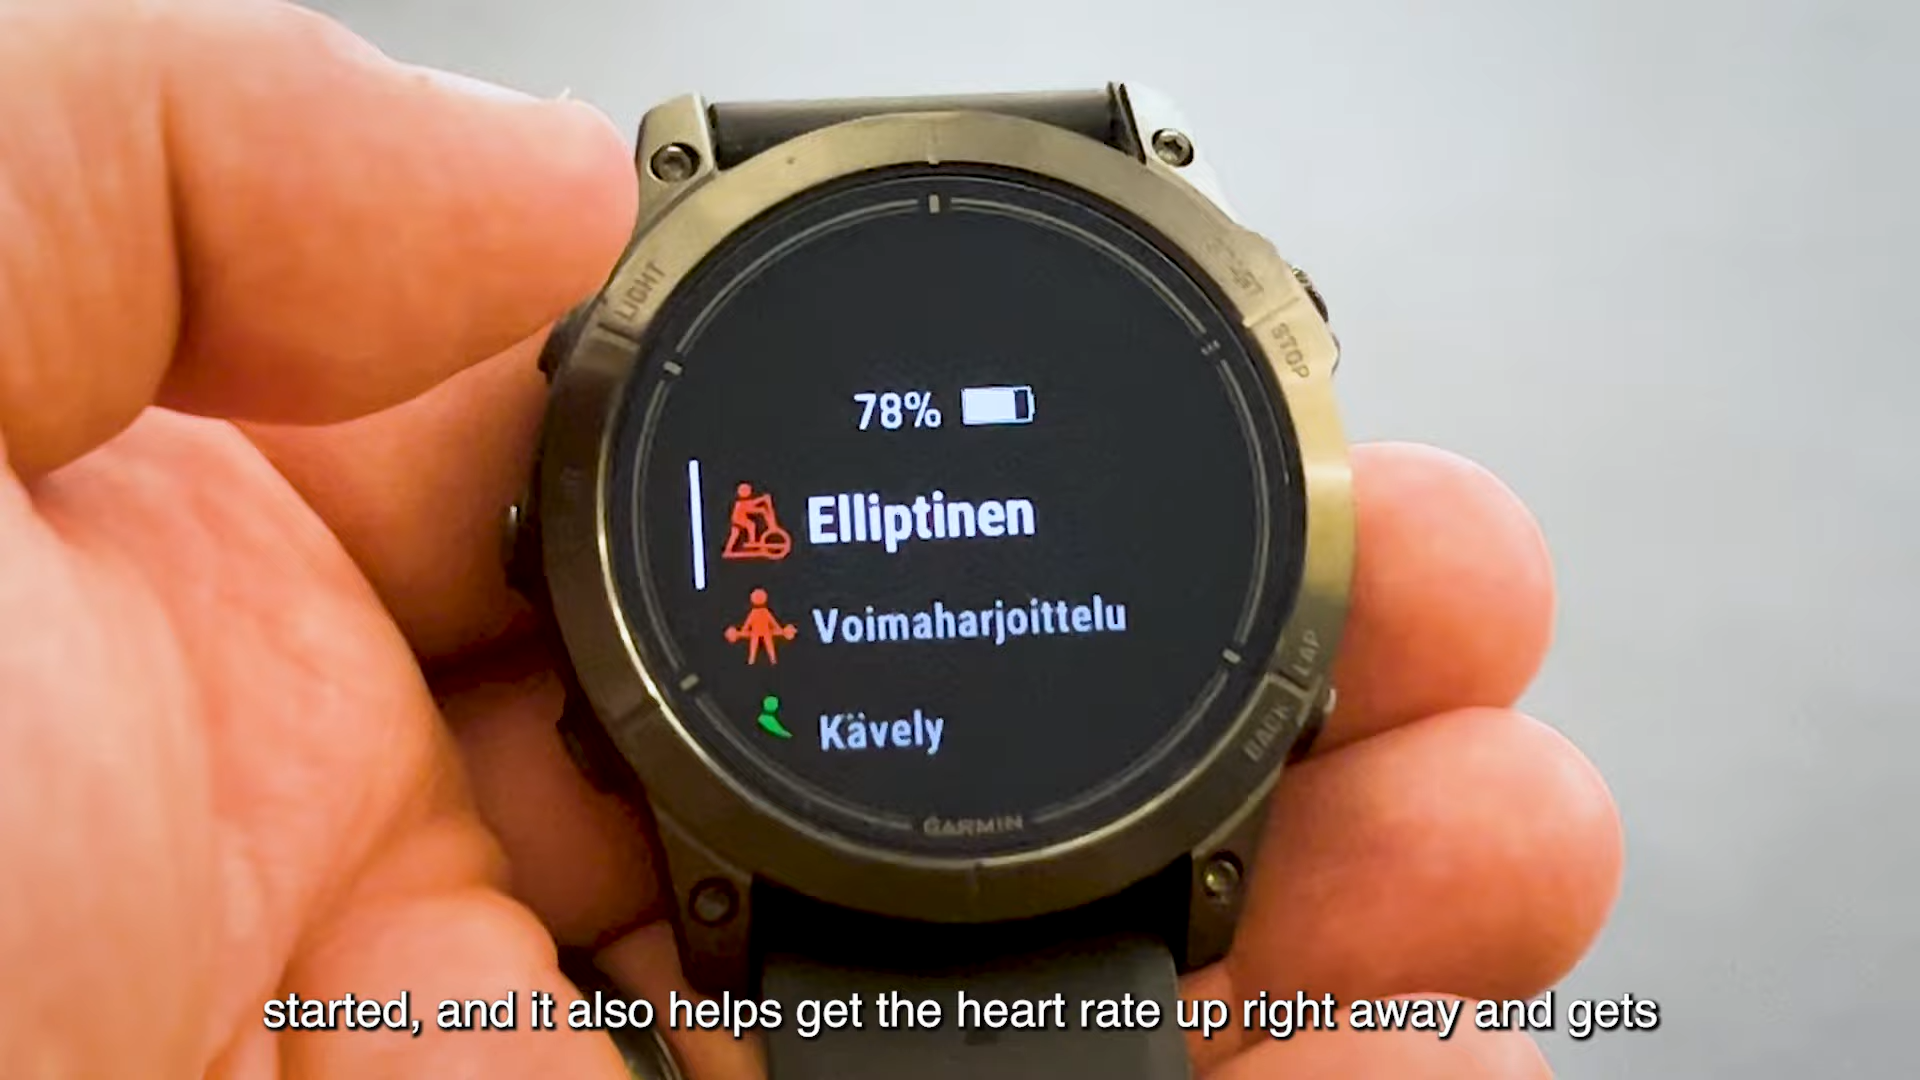 LIGHT
START
STOP
78%
Elliptinen
Voimaharjoittelu
Kävely
LAP
BACK
GARMIN
started, and it also helps get the heart rate up right away and gets